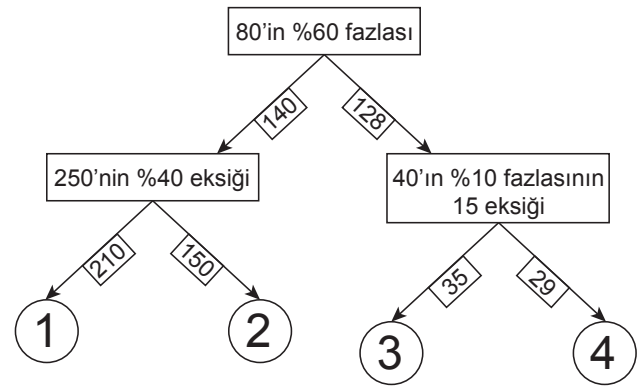 80’in %60 fazlası
140
128
250’nin %40 eksiği
40’ın %10 fazlasının
15 eksiği
210
150
35
29
1
2
3
4